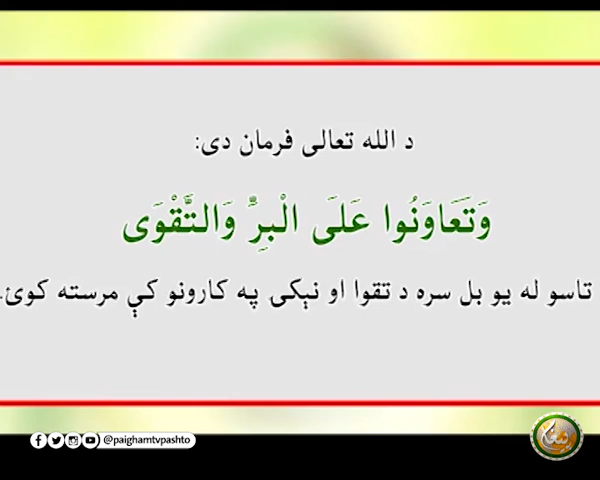 د الله تعالی فرمان دی:
وَتَعَاوَنُوا عَلَى الْبِرِّ وَالتَّقْوَى
تاسو له یو بل سره د تقوا او نېکۍ په کارونو کې مرسته کوئ.
@paighamtvpashto
پیغام